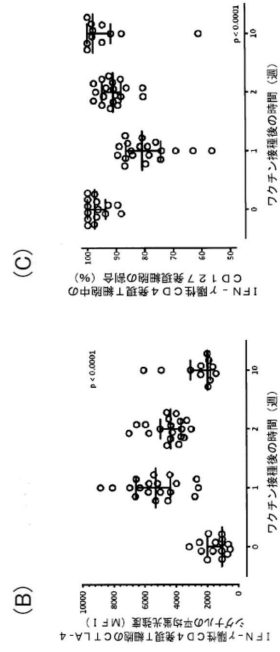 (B)
IFN-γ陽性CD4発現T細胞のCTLA-4
シグナルの平均蛍光強度 (MFI)
10000
8000
6000
4000
2000
0
p < 0.0001
0 1 2 10
ワクチン接種後の時間 (週)
(C)
IFN-γ陽性CD4発現T細胞中の
CD127発現細胞の割合 (%)
100
90
80
70
60
50
p < 0.0001
0 1 2 10
ワクチン接種後の時間 (週)